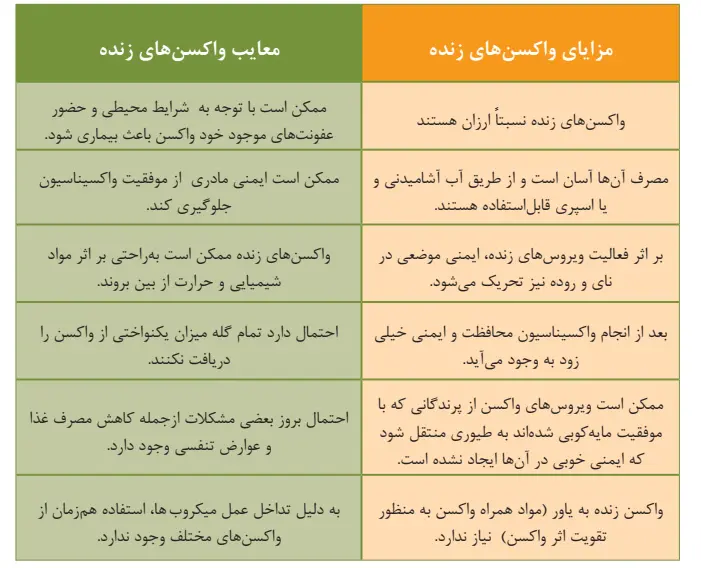 مزایای واکسن‌های زنده
معایب واکسن‌های زنده
واکسن‌های زنده نسبتاً ارزان هستند
ممکن است با توجه به شرایط محیطی و حضور
عفونت‌های موجود خود واکسن باعث بیماری شود.
مصرف آن‌ها آسان است و از طریق آب آشامیدنی و
یا اسپری قابل‌استفاده هستند.
ممکن است ایمنی مادری از موفقیت واکسیناسیون
جلوگیری کند.
بر اثر فعالیت ویروس‌های زنده، ایمنی موضعی در
نای و روده نیز تحریک می‌شود.
واکسن‌های زنده ممکن است به‌راحتی بر اثر مواد
شیمیایی و حرارت از بین بروند.
بعد از انجام واکسیناسیون محافظت و ایمنی خیلی
زود به وجود می‌آید.
احتمال دارد تمام گله میزان یکنواختی از واکسن را
دریافت نکنند.
ممکن است ویروس‌های واکسن از پرندگانی که با
موفقیت مایه‌کوبی شده‌اند به طیوری منتقل شود
که ایمنی خوبی در آن‌ها ایجاد نشده است.
احتمال بروز بعضی مشکلات ازجمله کاهش مصرف غذا
و عوارض تنفسی وجود دارد.
واکسن زنده به یاور (مواد همراه واکسن به منظور
تقویت اثر واکسن) نیاز ندارد.
به دلیل تداخل عمل میکروب‌ها، استفاده هم‌زمان از
واکسن‌های مختلف وجود ندارد.